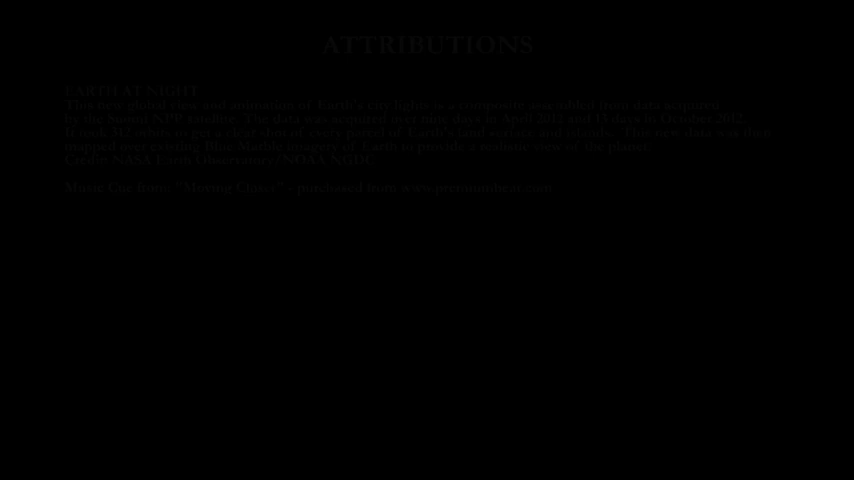 ATTRIBUTIONS
EARTH AT NIGHT
This new global view and animation of Earth's city lights is a composite assembled from data acquired
by the Suomi NPP satellite. The data was acquired over nine days in April 2012 and 13 days in October 2012.
It took 312 orbits to get a clear shot of every parcel of Earth's land surface and islands. This new data was then
mapped over existing Blue Marble imagery of Earth to provide a realistic view of the planet.
Credit: NASA Earth Observatory/NOAA NGDC
Music Cue from: "Moving - purchased from www.premiumbeat.com